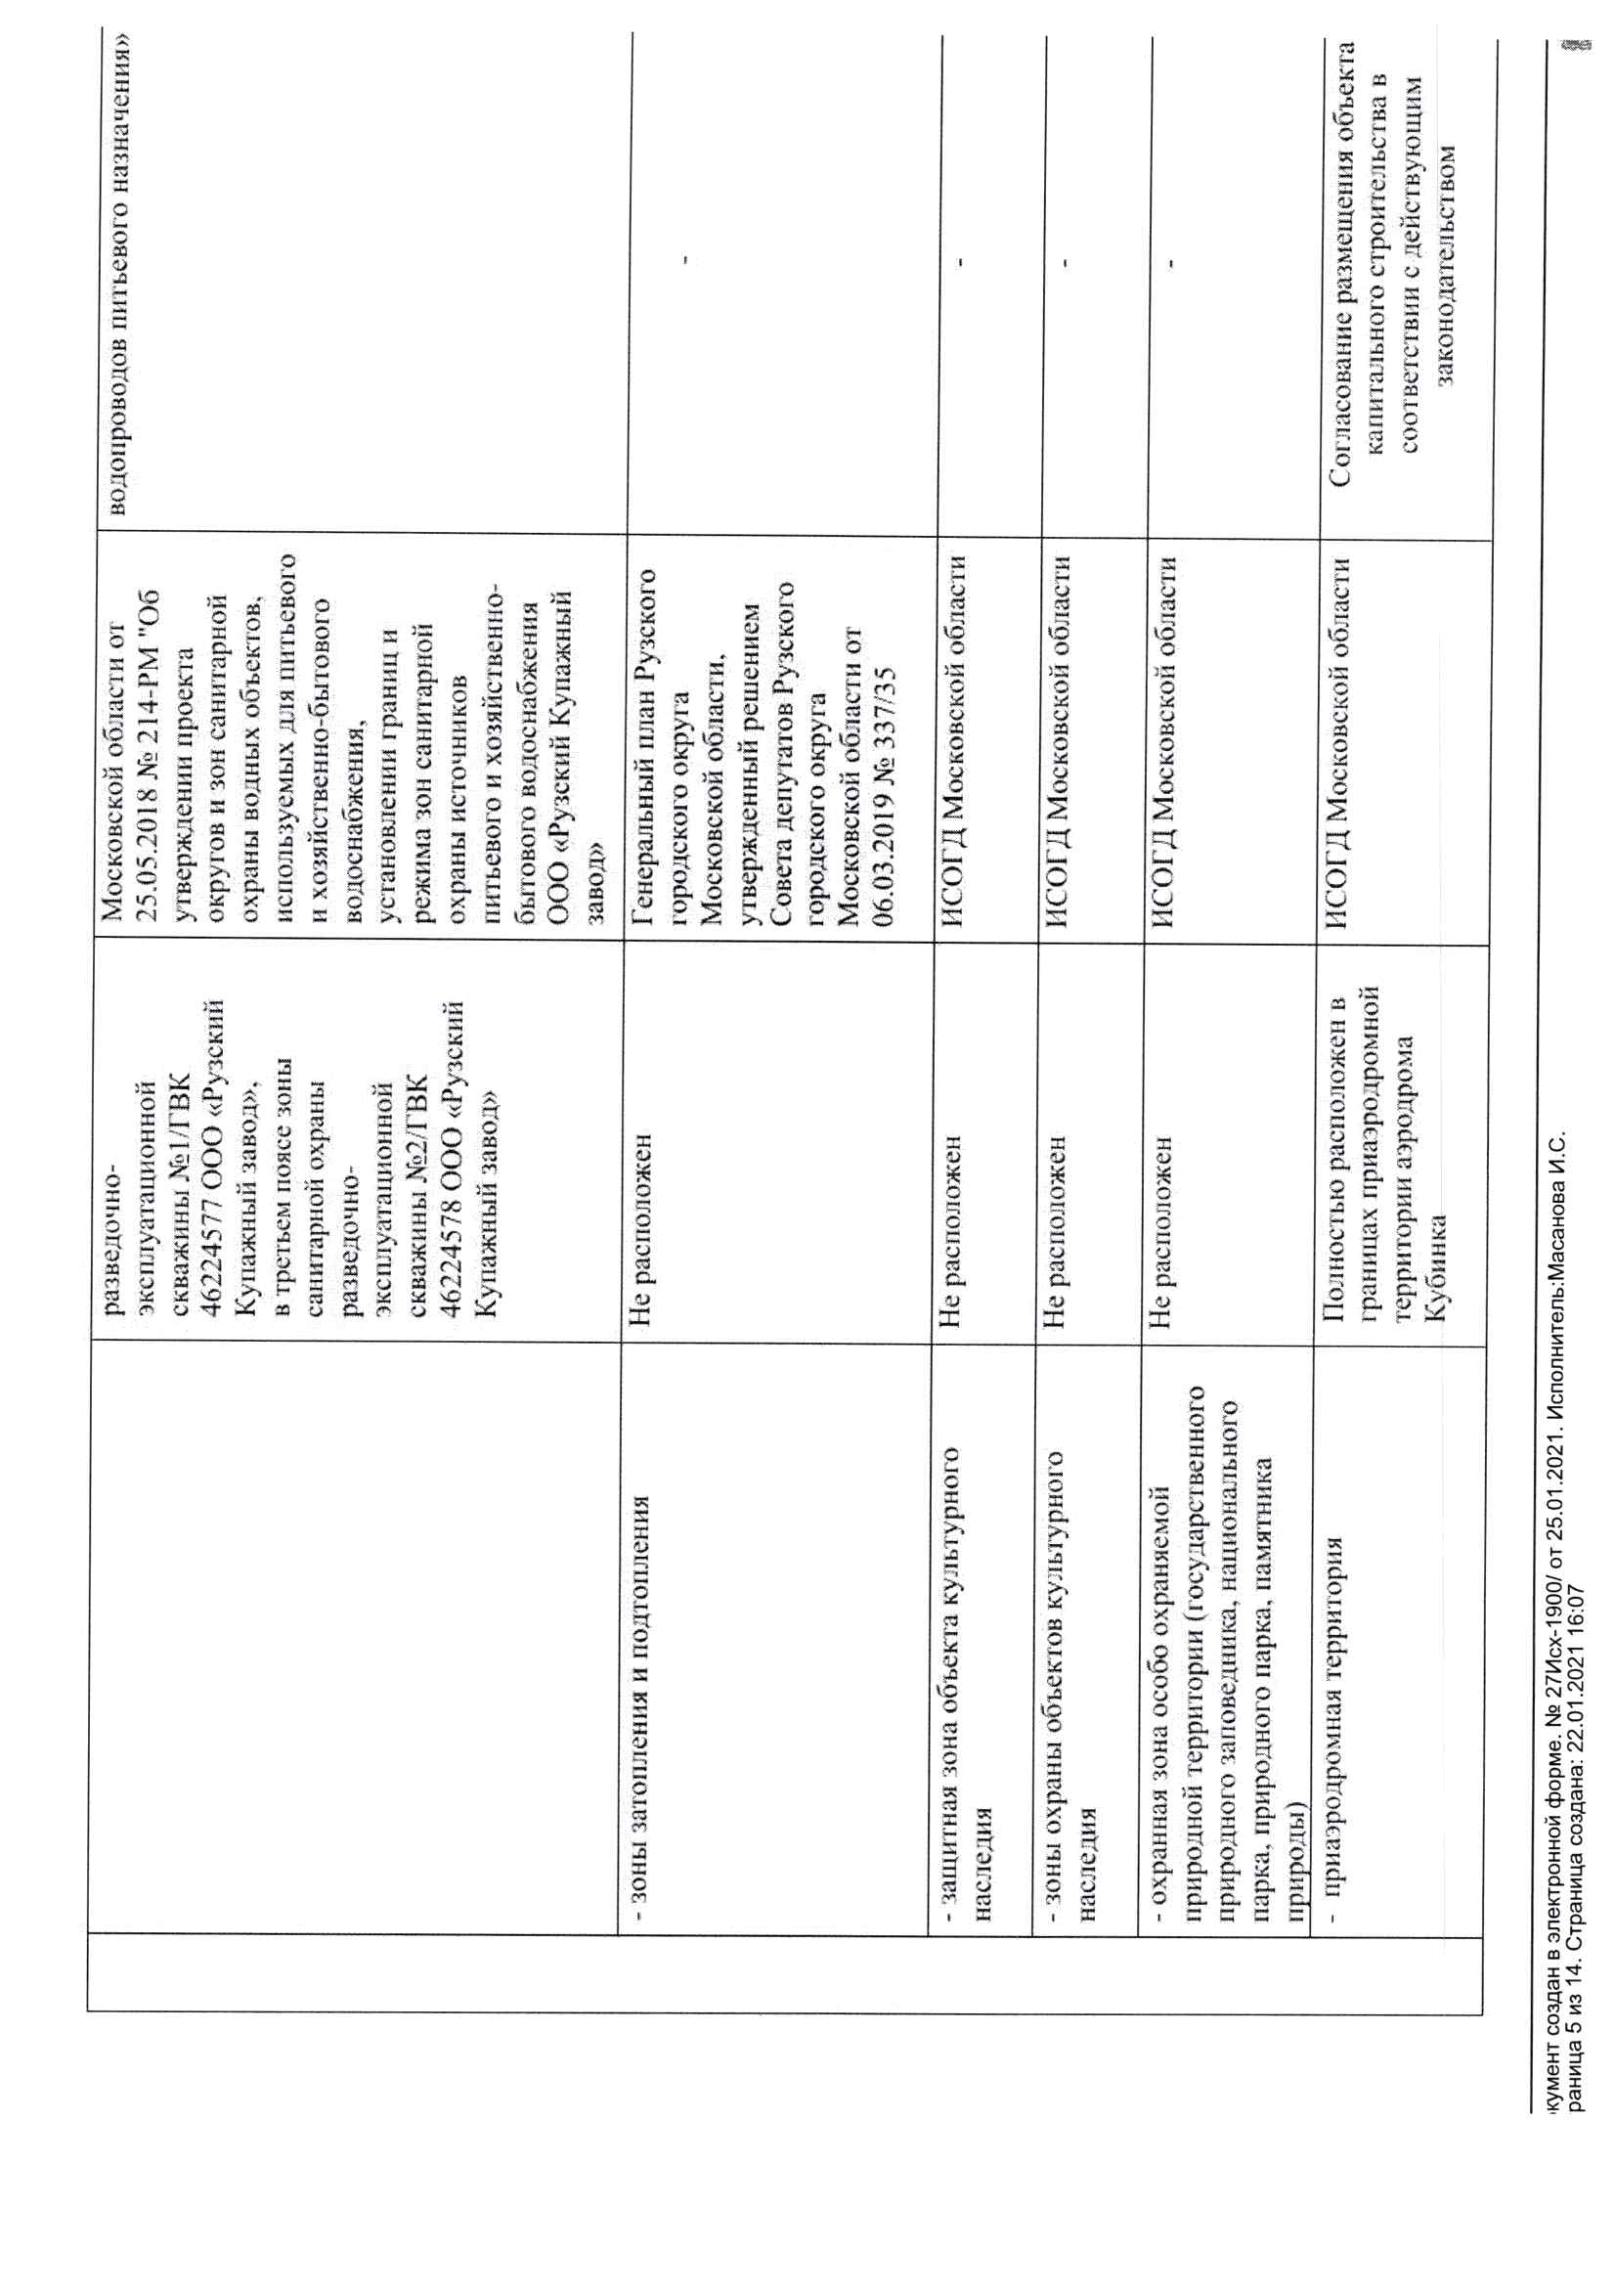 разведочно-
эксплуатационной
скважины №1/ГВК
46224577 ООО «Рузский
Купажный завод»,
в третьем поясе зоны
санитарной охраны
разведочно-
эксплуатационной
скважины №2/ГВК
46224578 ООО «Рузский
Купажный завод»
Московской области от
25.05.2018 № 214-РМ "Об
утверждении проекта
округов и зон санитарной
охраны водных объектов,
используемых для питьевого
и хозяйственно-бытового
водоснабжения,
установлении границ и
режима зон санитарной
охраны источников
питьевого и хозяйственно-
бытового водоснабжения
ООО «Рузский Купажный
завод»
водопроводов питьевого назначения»
- зоны затопления и подтопления
Не расположен
Генеральный план Рузского
городского округа
Московской области,
утвержденный решением
Совета депутатов Рузского
городского округа
Московской области от
06.03.2019 № 337/35
-
- защитная зона объекта культурного
наследия
Не расположен
ИСОГД Московской области
-
- зоны охраны объектов культурного
наследия
Не расположен
ИСОГД Московской области
-
- охранная зона особо охраняемой
природной территории (государственного
природного заповедника, национального
парка, природного парка, памятника
природы)
Не расположен
ИСОГД Московской области
-
- приаэродромная территория
Полностью расположен в
границах приаэродромной
территории аэродрома
Кубинка
ИСОГД Московской области
Согласование размещения объекта
капитального строительства в
соответствии с действующим
законодательством
кумент создан в электронной форме. № 27Исх-1900/ от 25.01.2021. Исполнитель:Масанова И.С.
раница 5 из 14. Страница создана: 22.01.2021 16:07